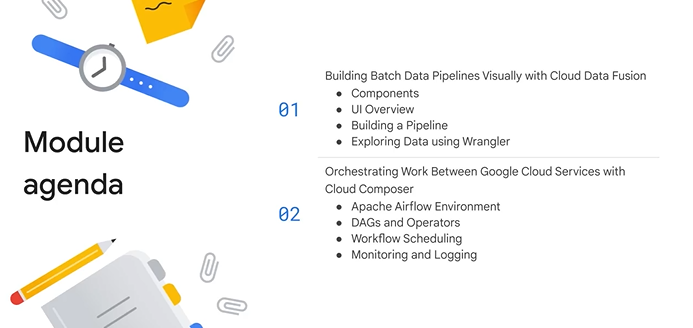 Module
agenda
01
Building Batch Data Pipelines Visually with Cloud Data Fusion
● Components
● UI Overview
● Building a Pipeline
● Exploring Data using Wrangler
02
Orchestrating Work Between Google Cloud Services with
Cloud Composer
● Apache Airflow Environment
● DAGs and Operators
● Workflow Scheduling
● Monitoring and Logging